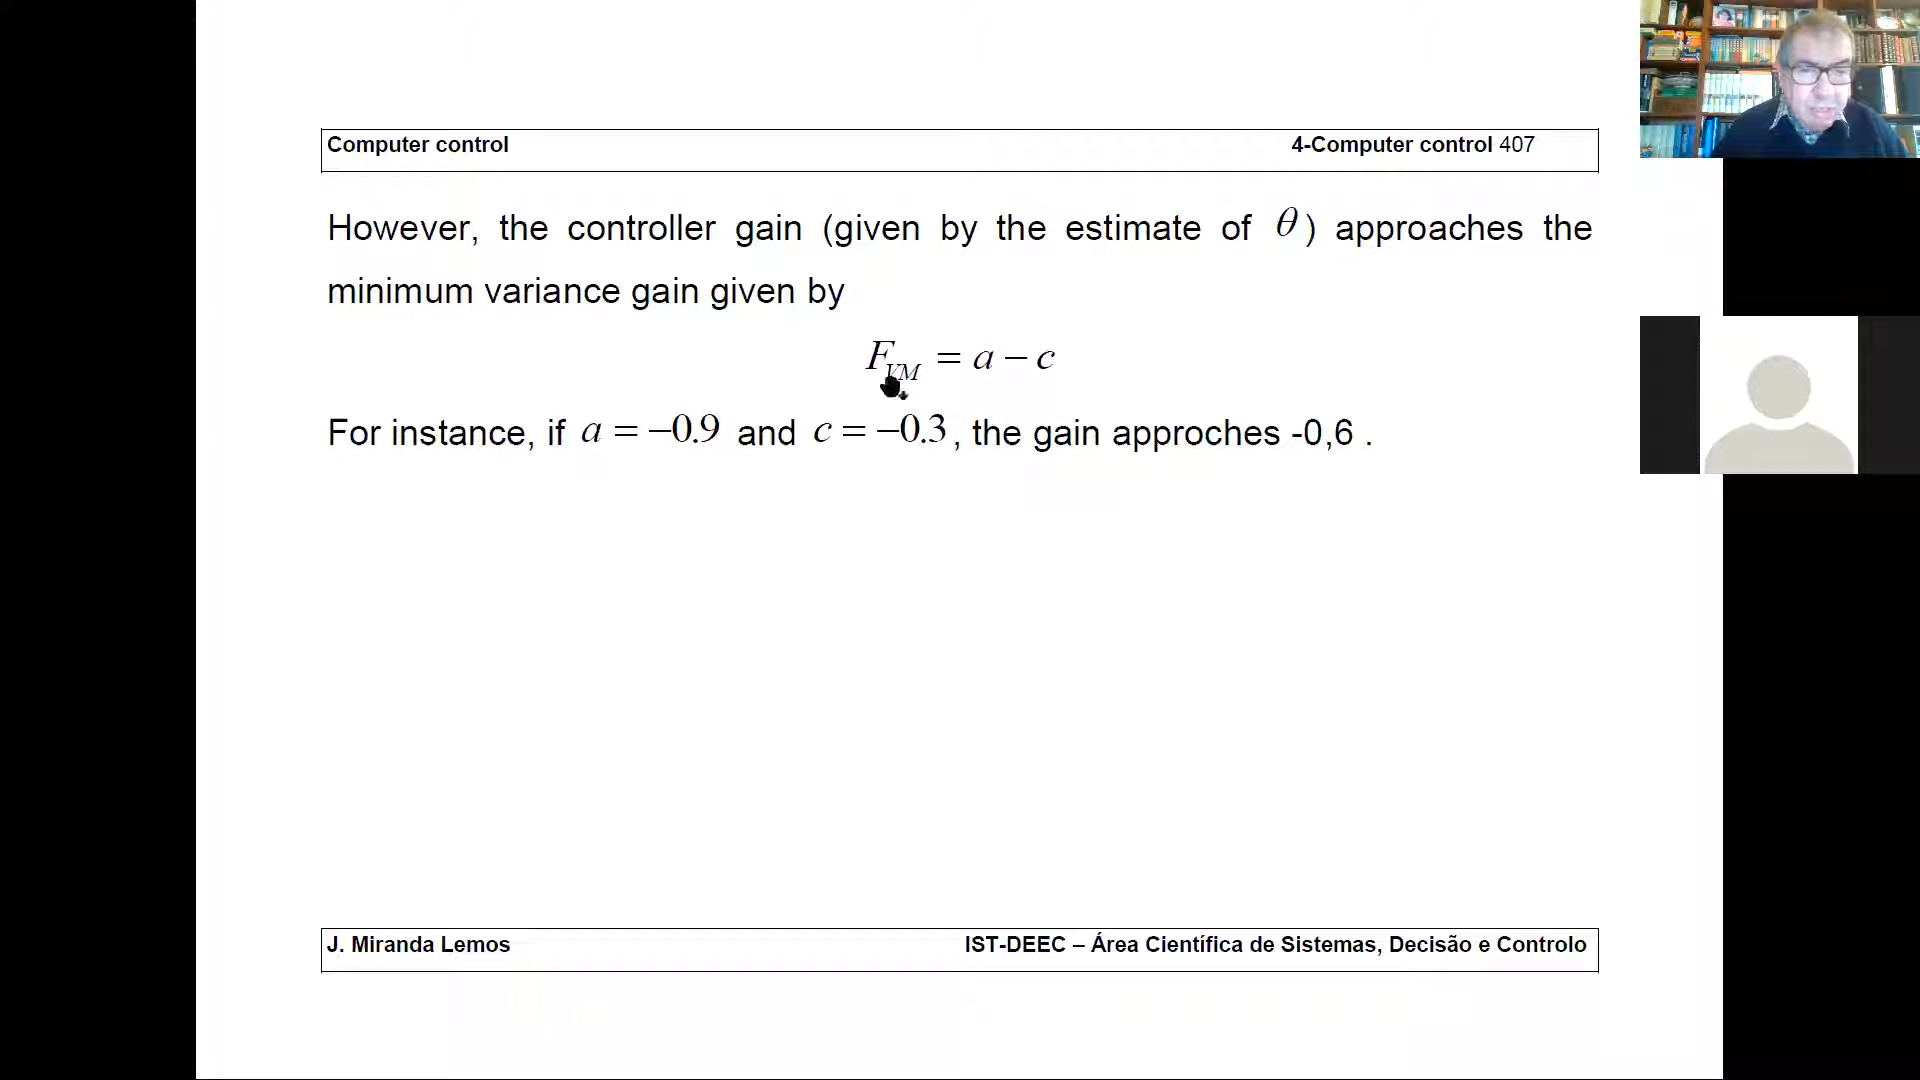 Computer control 4-Computer control 407
However, the controller gain (given by the estimate of θ) approaches the
minimum variance gain given by
F_VM = a − c
For instance, if a = −0.9 and c = −0.3, the gain approches -0,6 .
J. Miranda Lemos IST-DEEC – Área Científica de Sistemas, Decisão e Controlo